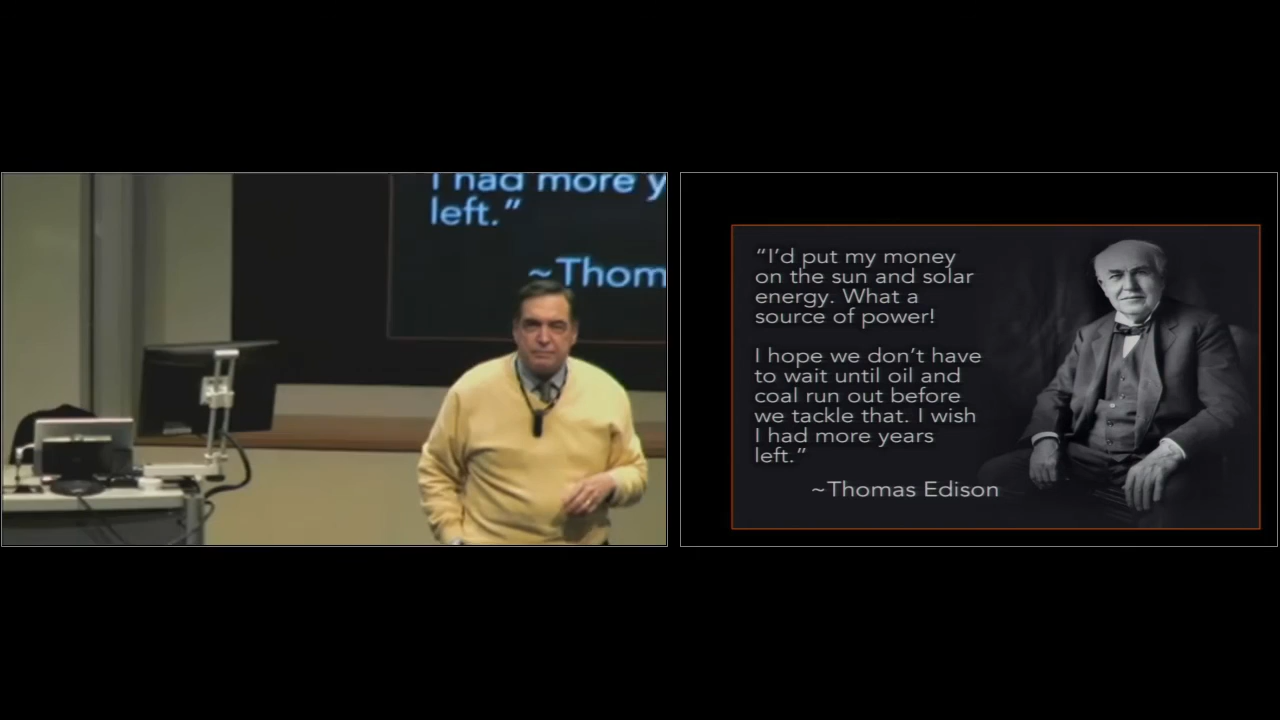 I had more y
left.”
~Thom
“I’d put my money
on the sun and solar
energy. What a
source of power!
I hope we don’t have
to wait until oil and
coal run out before
we tackle that. I wish
I had more years
left.”
~Thomas Edison